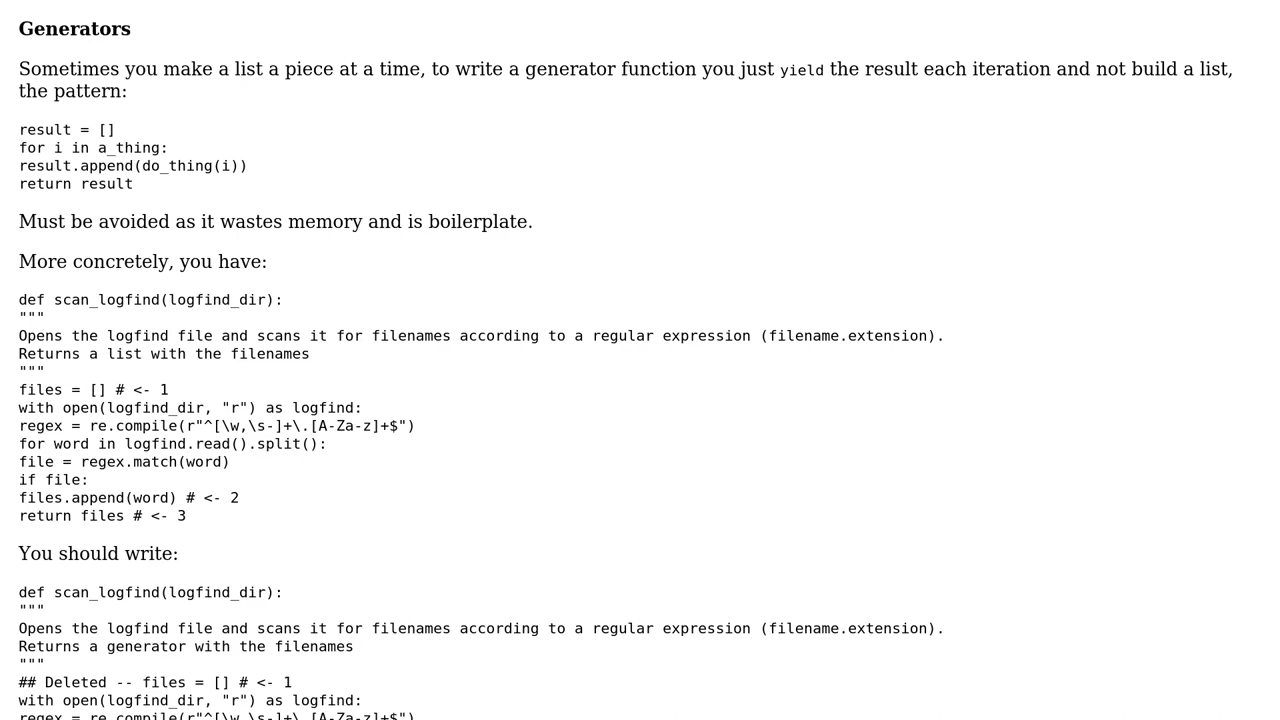 Generators
Sometimes you make a list a piece at a time, to write a generator function you just yield the result each iteration and not build a list,
the pattern:
result = []
for i in a_thing:
result.append(do_thing(i))
return result
Must be avoided as it wastes memory and is boilerplate.
More concretely, you have:
def scan_logfind(logfind_dir):
"""
Opens the logfind file and scans it for filenames according to a regular expression (filename.extension).
Returns a list with the filenames
"""
files = [] # <- 1
with open(logfind_dir, "r") as logfind:
regex = re.compile(r"^[\w,\s-]+\.[A-Za-z]+$")
for word in logfind.read().split():
file = regex.match(word)
if file:
files.append(word) # <- 2
return files # <- 3
You should write:
def scan_logfind(logfind_dir):
"""
Opens the logfind file and scans it for filenames according to a regular expression (filename.extension).
Returns a generator with the filenames
"""
## Deleted -- files = [] # <- 1
with open(logfind_dir, "r") as logfind:
regex = re.compile(r"^[\w,\s-]+\.[A-Za-z]+$")